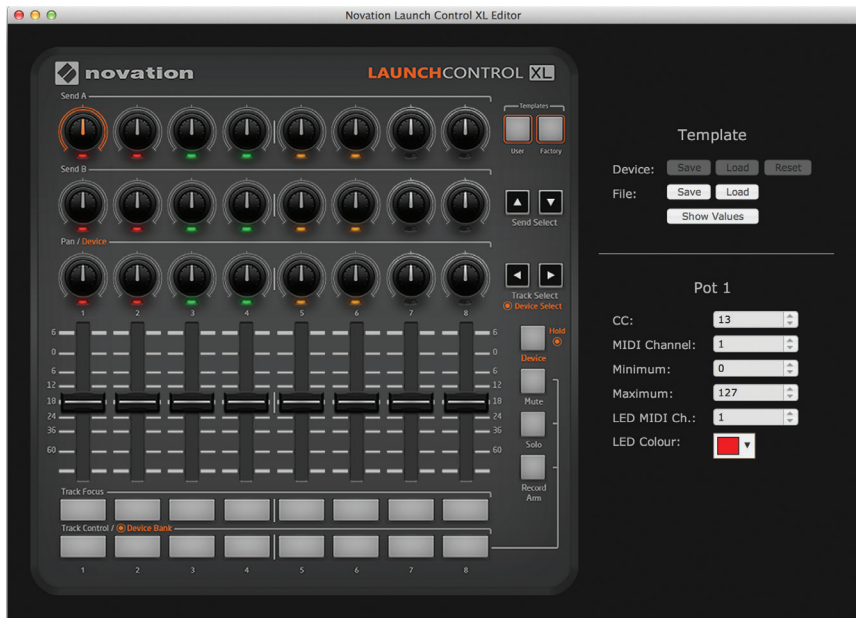 Novation Launch Control XL Editor
novation
LAUNCHCONTROL XL
Send A
Templates
User Factory
Send B
Send Select
Pan / Device
Track Select
Device Select
1 2 3 4 5 6 7 8
6 6
0 0
6 6
12 12
18 18
24 24
36 36
60 60
Hold
Device
Mute
Solo
Record
Arm
Track Focus
Track Control / Device Bank
1 2 3 4 5 6 7 8
Template
Device: Save Load Reset
File: Save Load
Show Values
Pot 1
CC: 13
MIDI Channel: 1
Minimum: 0
Maximum: 127
LED MIDI Ch.: 1
LED Colour: